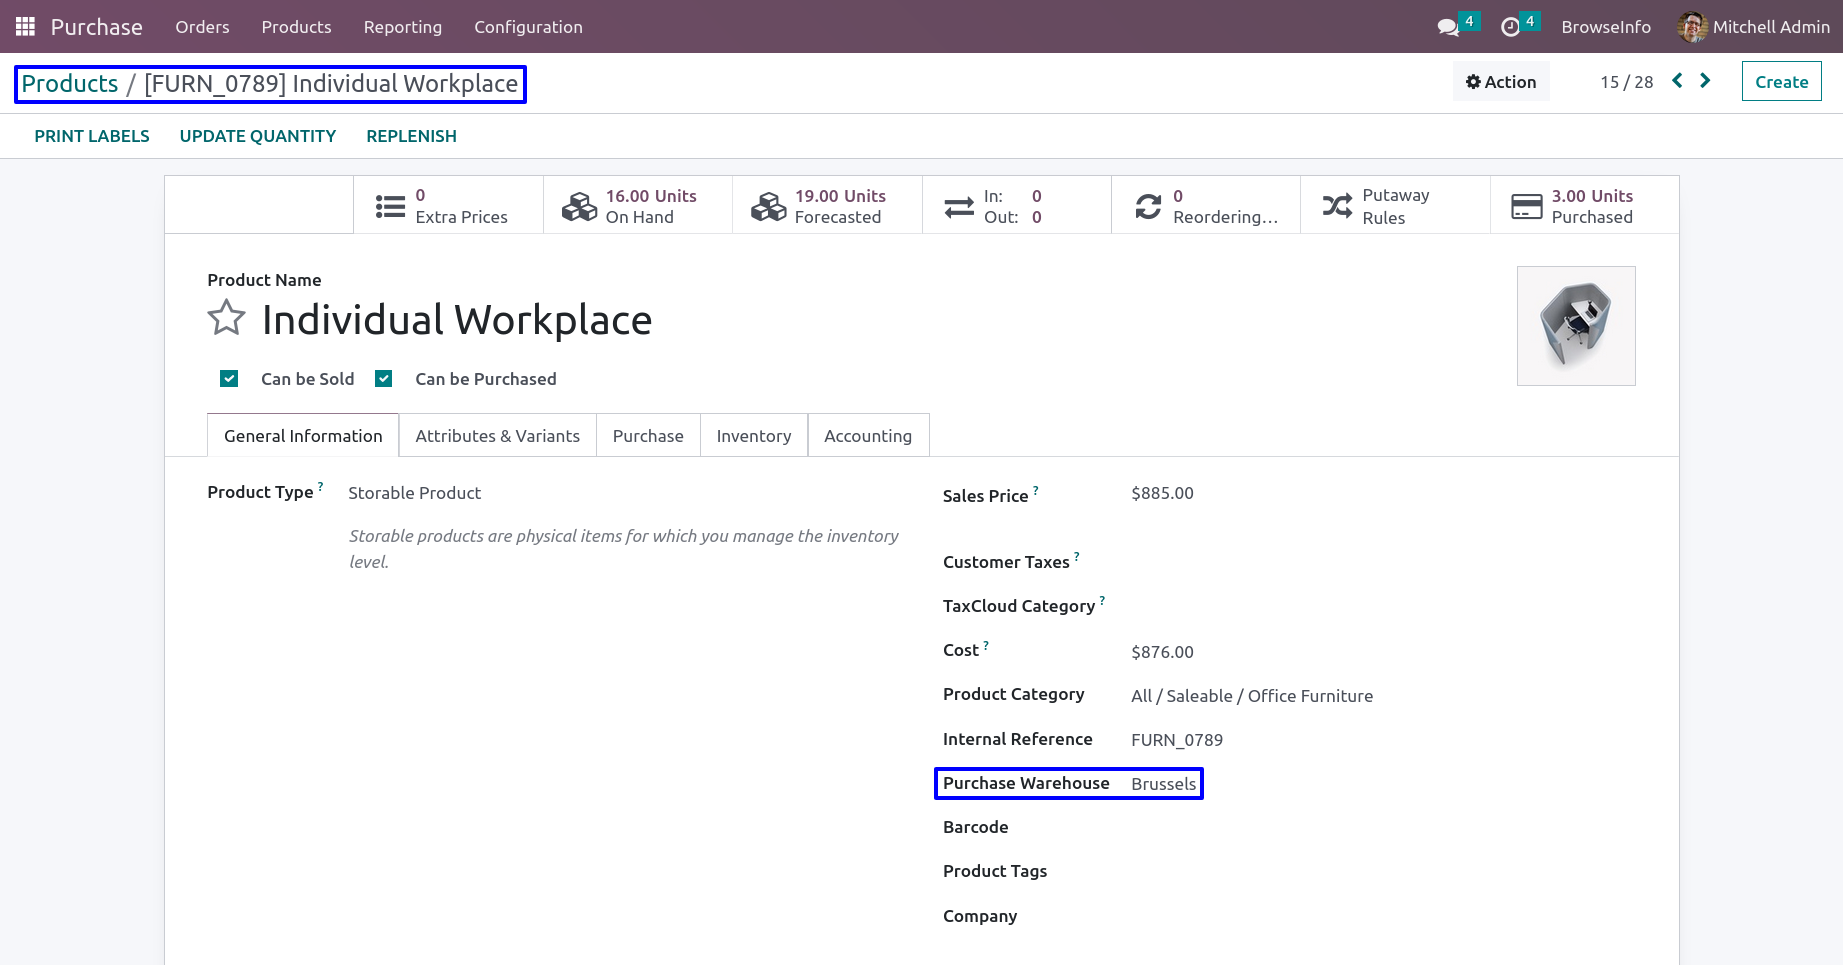 Purchase Orders Products Reporting Configuration 4 4 BrowseInfo Mitchell Admin
Products / [FURN_0789] Individual Workplace Action 15 / 28 Create
PRINT LABELS UPDATE QUANTITY REPLENISH
0
Extra Prices
16.00 Units
On Hand
19.00 Units
Forecasted
In: 0
Out: 0
0
Reordering...
Putaway
Rules
3.00 Units
Purchased
Product Name
Individual Workplace
Can be Sold Can be Purchased
General Information Attributes & Variants Purchase Inventory Accounting
Product Type ? Storable Product
Storable products are physical items for which you manage the inventory
level.
Sales Price ? $885.00
Customer Taxes ?
TaxCloud Category ?
Cost ? $876.00
Product Category All / Saleable / Office Furniture
Internal Reference FURN_0789
Purchase Warehouse Brussels
Barcode
Product Tags
Company